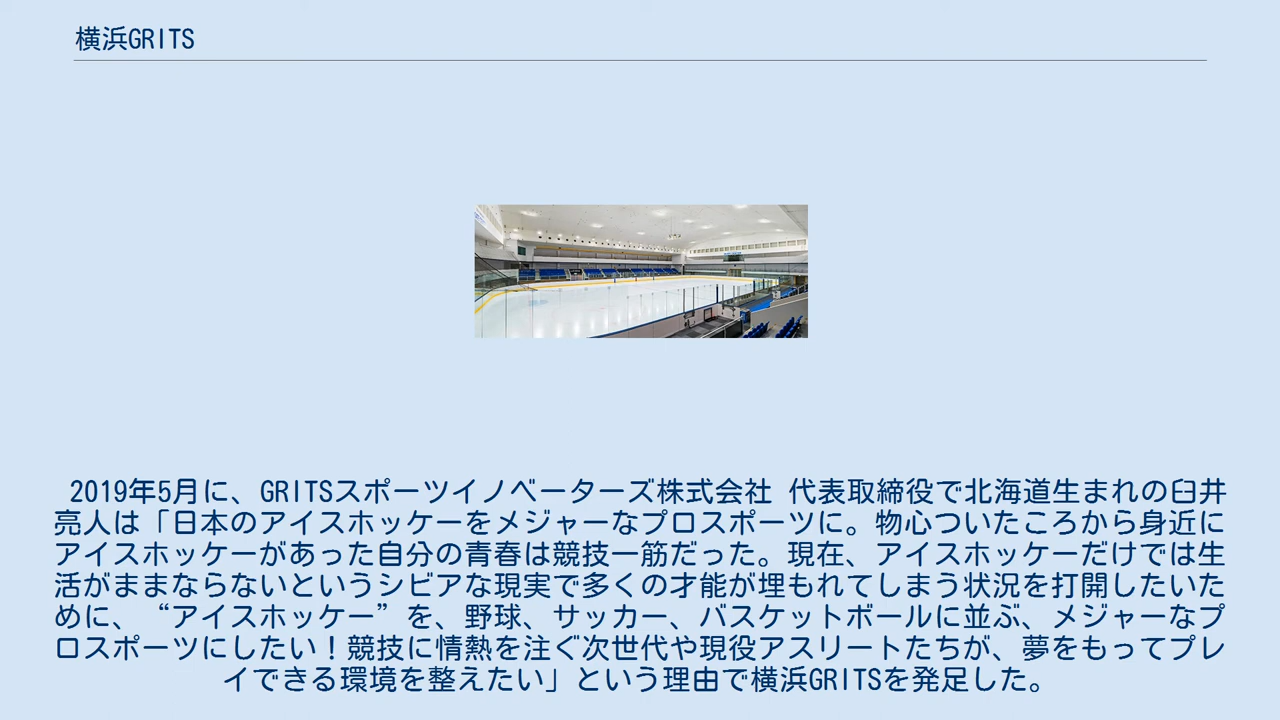 横浜GRITS
2019年5月に、GRITSスポーツイノベーターズ株式会社 代表取締役で北海道生まれの臼井
亮人は「日本のアイスホッケーをメジャーなプロスポーツに。物心ついたころから身近に
アイスホッケーがあった自分の青春は競技一筋だった。現在、アイスホッケーだけでは生
活がままならないというシビアな現実で多くの才能が埋もれてしまう状況を打開したいた
めに、“アイスホッケー”を、野球、サッカー、バスケットボールに並ぶ、メジャーなプ
ロスポーツにしたい！競技に情熱を注ぐ次世代や現役アスリートたちが、夢をもってプレ
イできる環境を整えたい」という理由で横浜GRITSを発足した。